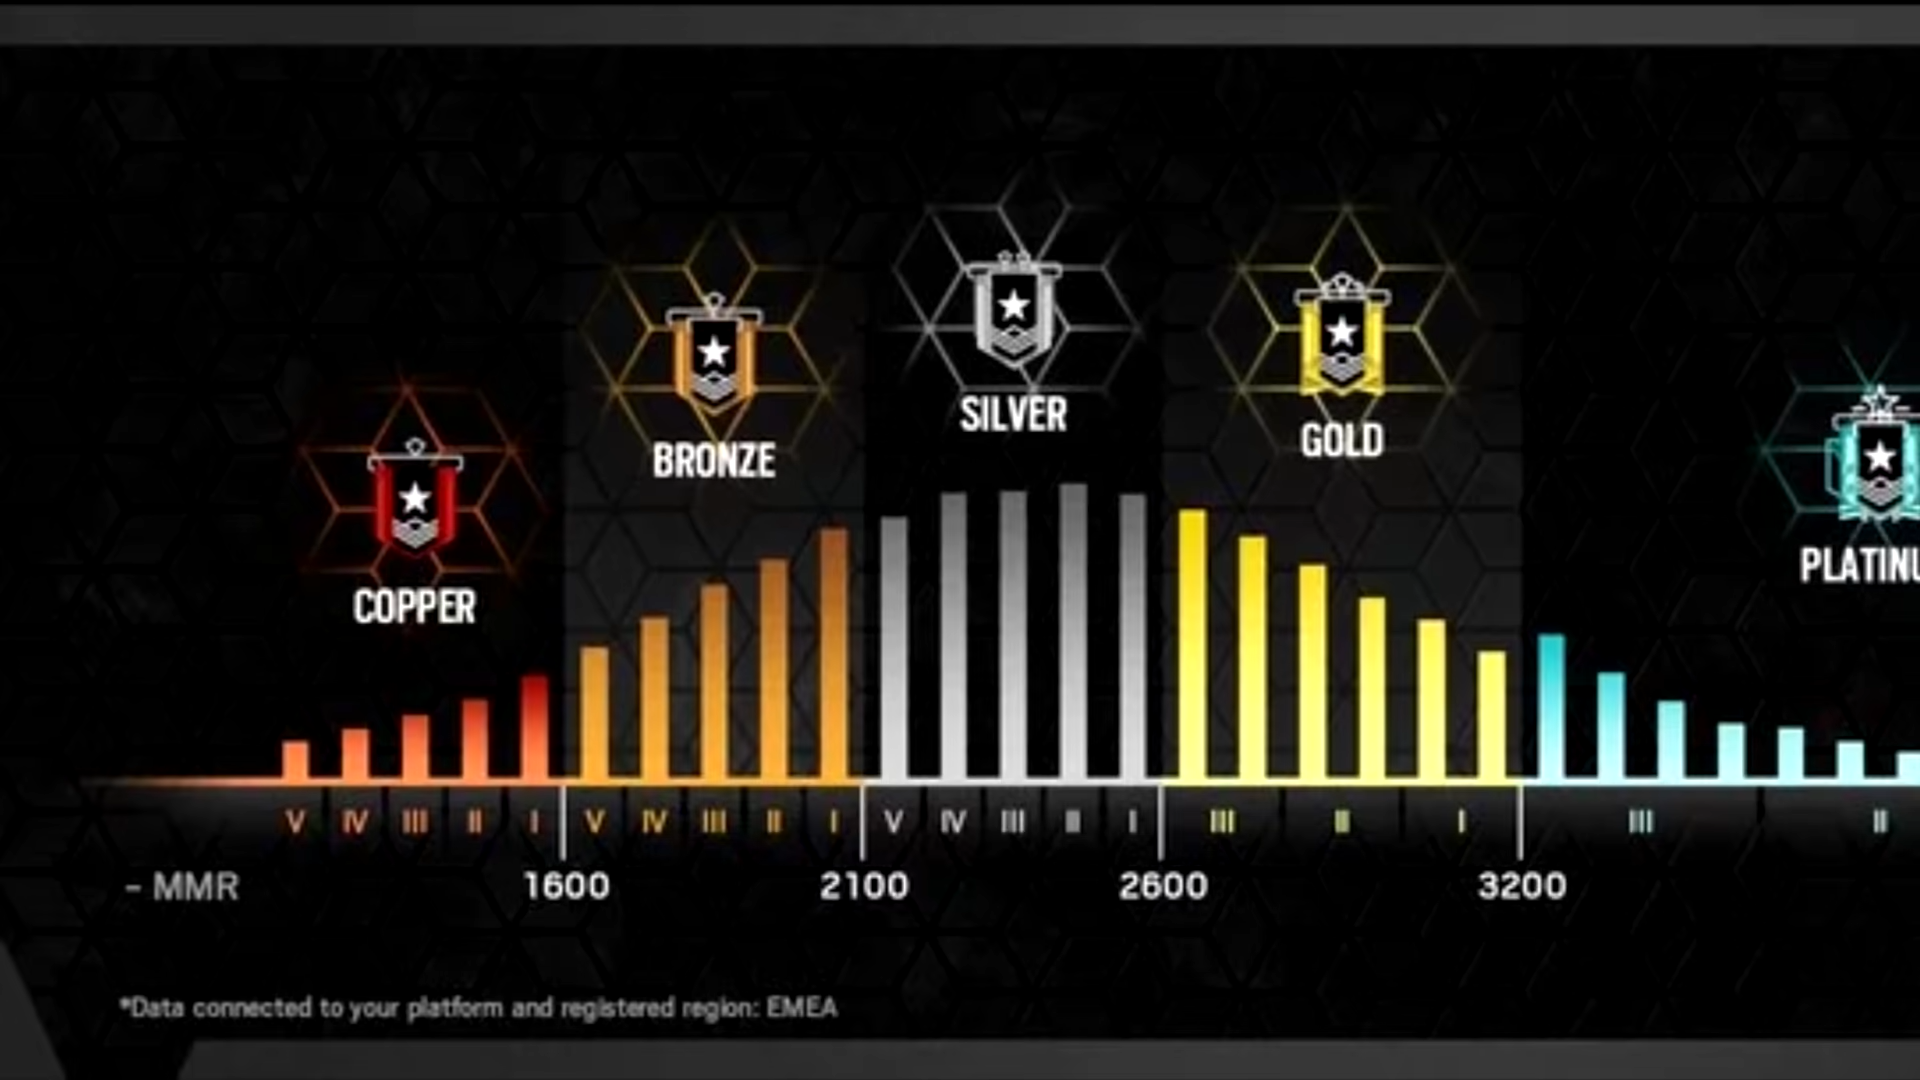 SILVER
GOLD
BRONZE
PLATINU
COPPER
V IV III II I V IV III II I V IV III II I III II I III II
- MMR 1600 2100 2600 3200
*Data connected to your platform and registered region: EMEA